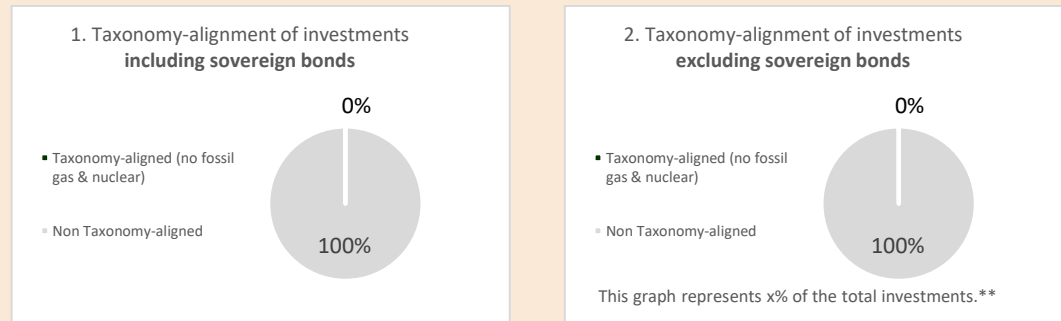 1. Taxonomy-alignment of investments
including sovereign bonds
0%
Taxonomy-aligned (no fossil
gas & nuclear)
Non Taxonomy-aligned
100%
2. Taxonomy-alignment of investments
excluding sovereign bonds
0%
Taxonomy-aligned (no fossil
gas & nuclear)
Non Taxonomy-aligned
100%
This graph represents x% of the total investments.**